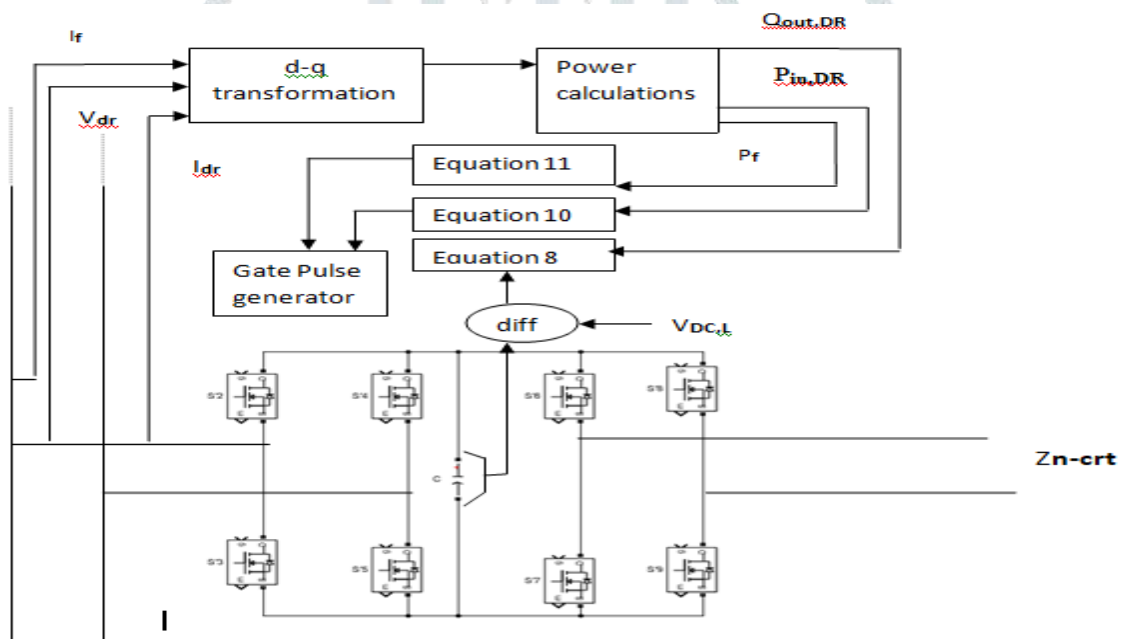 Qout,DR
If
d-q
transformation
Power
calculations
Pin,DR
Vdr
Idr
Pf
Equation 11
Equation 10
Equation 8
Gate Pulse
generator
diff
VDC,L
S2
S4
S6
S8
Zn-crt
C
S3
S5
S7
S9